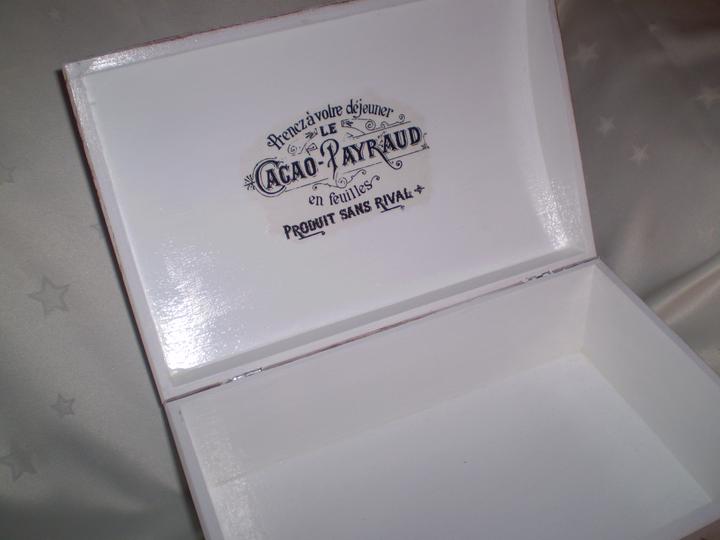 Prenez à votre déjeuner
LE
CACAO-PAYRAUD
en feuilles
PRODUIT SANS RIVAL